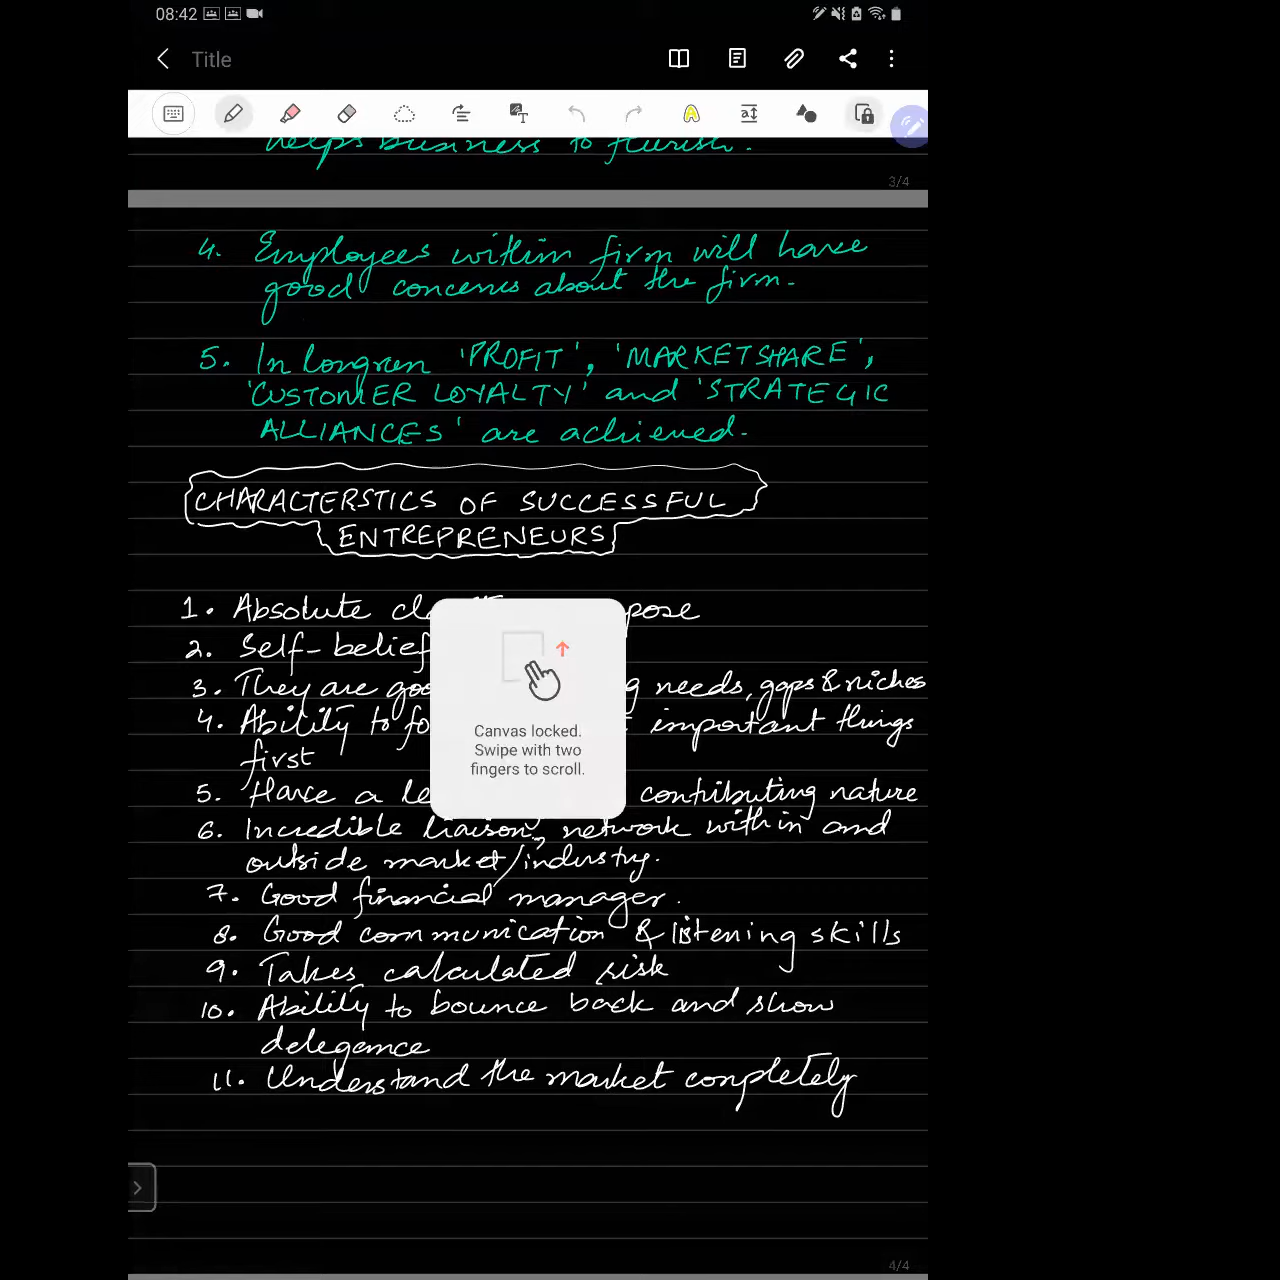 08:42
Title
helps business to flurish.
3/4
4. Employees within firm will have
good concerns about the firm.
5. In longrun 'PROFIT', 'MARKETSHARE',
'CUSTOMER LOYALTY' and 'STRATEGIC
ALLIANCES' are achieved.
CHARACTERSTICS OF SUCCESSFUL
ENTREPRENEURS
1. Absolute cl pose
2. Self-belief
3. They are goo g needs, gaps & niches
4. Ability to fo important things
first
5. Have a le contributing nature
6. Incredible liaison, network within and
outside market/industry.
7. Good financial manager.
8. Good communication & listening skills
9. Takes calculated risk
10. Ability to bounce back and show
delegance
11. Understand the market completely
Canvas locked.
Swipe with two
fingers to scroll.
4/4